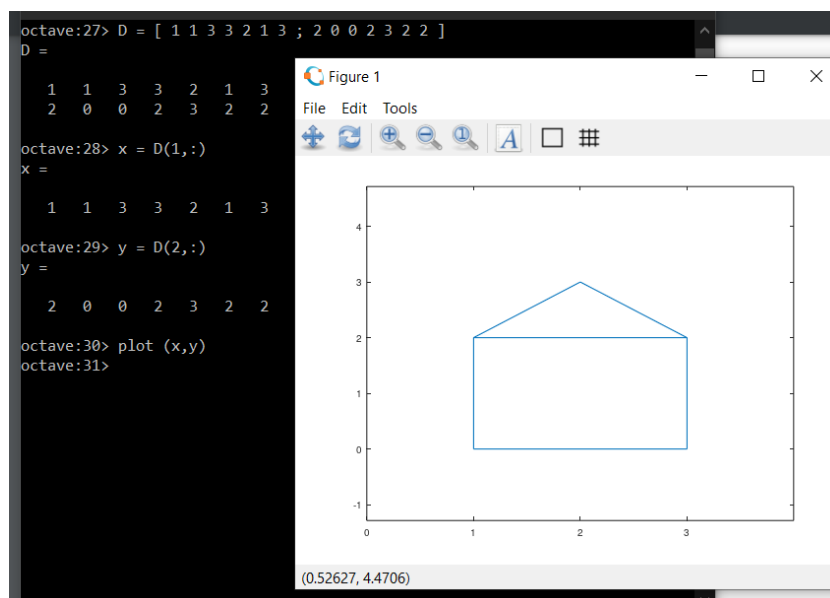 octave:27> D = [ 1 1 3 3 2 1 3 ; 2 0 0 2 3 2 2 ]
D =
1 1 3 3 2 1 3
2 0 0 2 3 2 2
octave:28> x = D(1,:)
x =
1 1 3 3 2 1 3
octave:29> y = D(2,:)
y =
2 0 0 2 3 2 2
octave:30> plot (x,y)
octave:31>
Figure 1
File Edit Tools
A
4
3
2
1
0
-1
0 1 2 3
(0.52627, 4.4706)